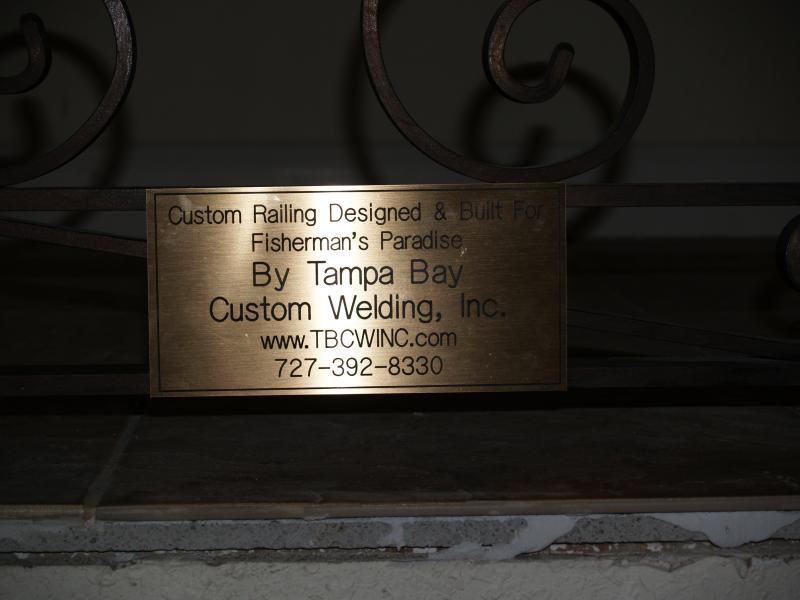 Custom Railing Designed & Built For
Fisherman's Paradise
By Tampa Bay
Custom Welding, Inc.
www.TBCWINC.com
727-392-8330